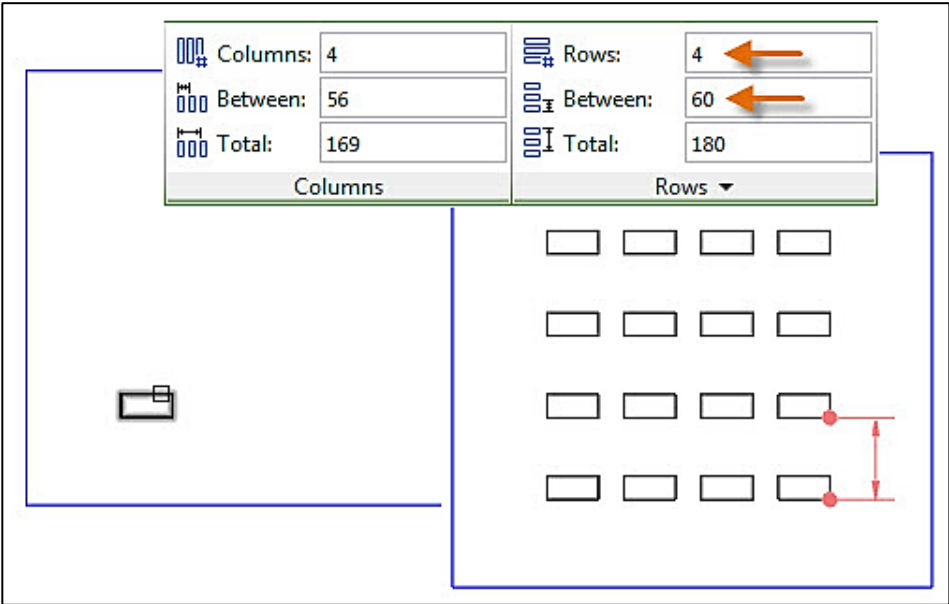 Columns: 4
Between: 56
Total: 169
Columns
Rows: 4
Between: 60
Total: 180
Rows